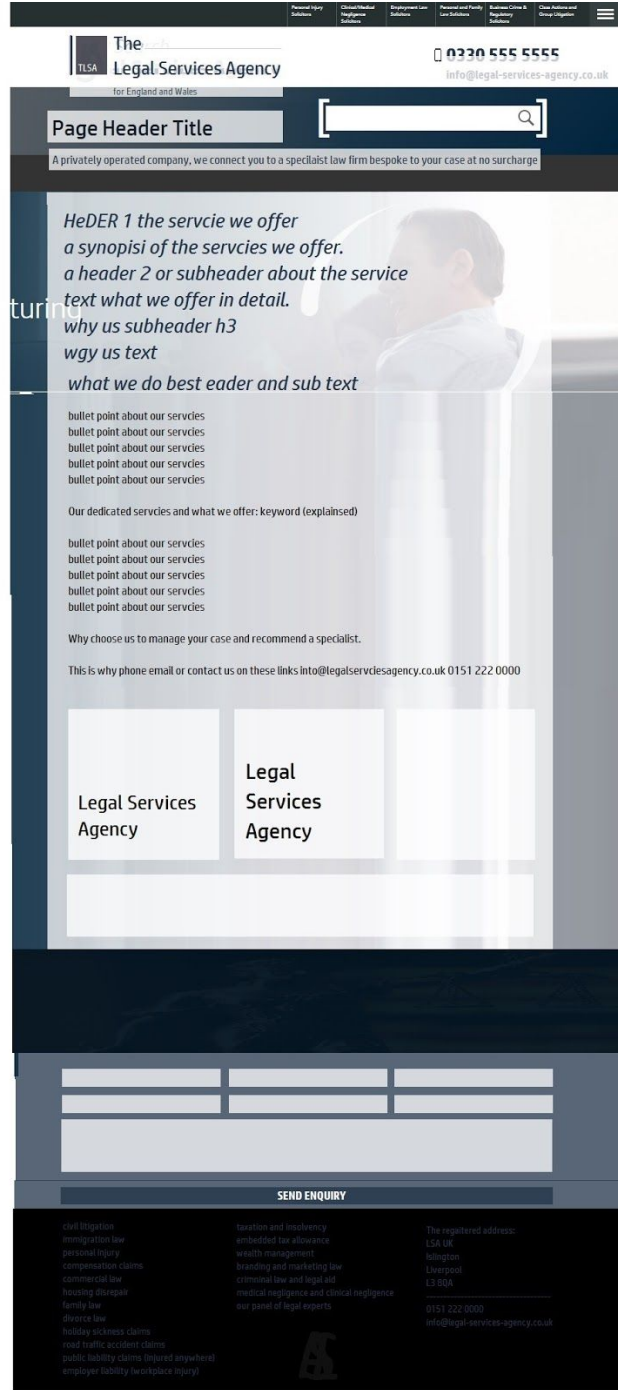 Personal Injury
Solicitors
Clinical/Medical
Negligence
Solicitors
Employment Law
Solicitors
Personal and Family
Law Solicitors
Business Crime &
Regulatory
Solicitors
Class Actions and
Group Litigation
TLSA
The
Legal Services Agency
for England and Wales
0330 555 5555
info@legal-services-agency.co.uk
Page Header Title
A privately operated company, we connect you to a specilaist law firm bespoke to your case at no surcharge
HeDER 1 the servcie we offer
a synopisi of the servcies we offer.
a header 2 or subheader about the service
text what we offer in detail.
turing
why us subheader h3
wgy us text
what we do best eader and sub text
bullet point about our servcies
bullet point about our servcies
bullet point about our servcies
bullet point about our servcies
bullet point about our servcies
Our dedicated servcies and what we offer: keyword (explainsed)
bullet point about our servcies
bullet point about our servcies
bullet point about our servcies
bullet point about our servcies
bullet point about our servcies
Why choose us to manage your case and recommend a specialist.
This is why phone email or contact us on these links into@legalservciesagency.co.uk 0151 222 0000
Legal Services
Agency
Legal
Services
Agency
SEND ENQUIRY
civil litigation
immigration law
personal injury
compensation claims
commercial law
housing disrepair
family law
divorce law
holiday sickness claims
road traffic accident claims
public liability claims (injured anywhere)
employer liability (workplace injury)
taxation and insolvency
embedded tax allowance
wealth management
branding and marketing law
criminal law and legal aid
medical negligence and clinical negligence
our panel of legal experts
The regaitered address:
LSA UK
Islington
Liverpool
L3 8QA
0151 222 0000
info@legal-services-agency.co.uk